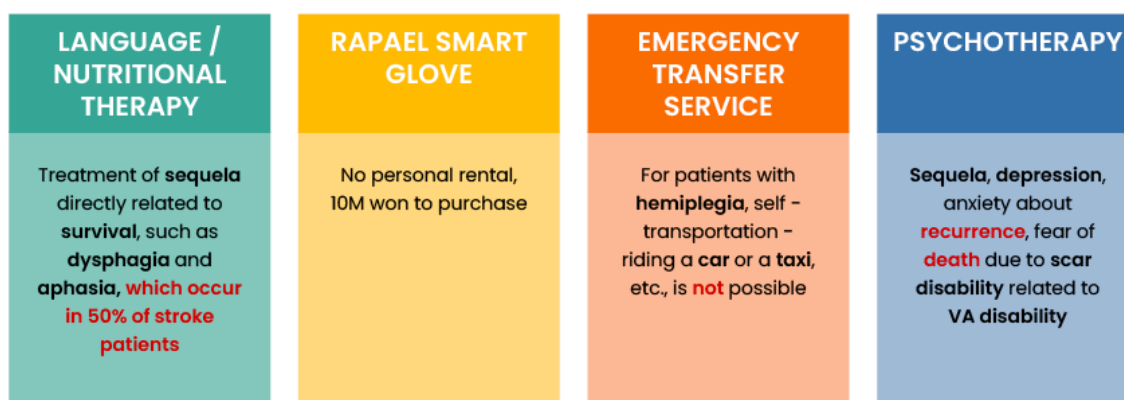 LANGUAGE /
NUTRITIONAL
THERAPY
Treatment of sequela
directly related to
survival, such as
dysphagia and
aphasia, which occur
in 50% of stroke
patients
RAPAEL SMART
GLOVE
No personal rental,
10M won to purchase
EMERGENCY
TRANSFER
SERVICE
For patients with
hemiplegia, self -
transportation -
riding a car or a taxi,
etc., is not possible
PSYCHOTHERAPY
Sequela, depression,
anxiety about
recurrence, fear of
death due to scar
disability related to
VA disability